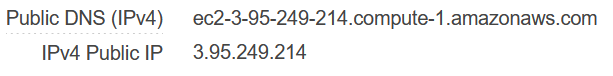 Public DNS (IPv4) ec2-3-95-249-214.compute-1.amazonaws.com
IPv4 Public IP 3.95.249.214